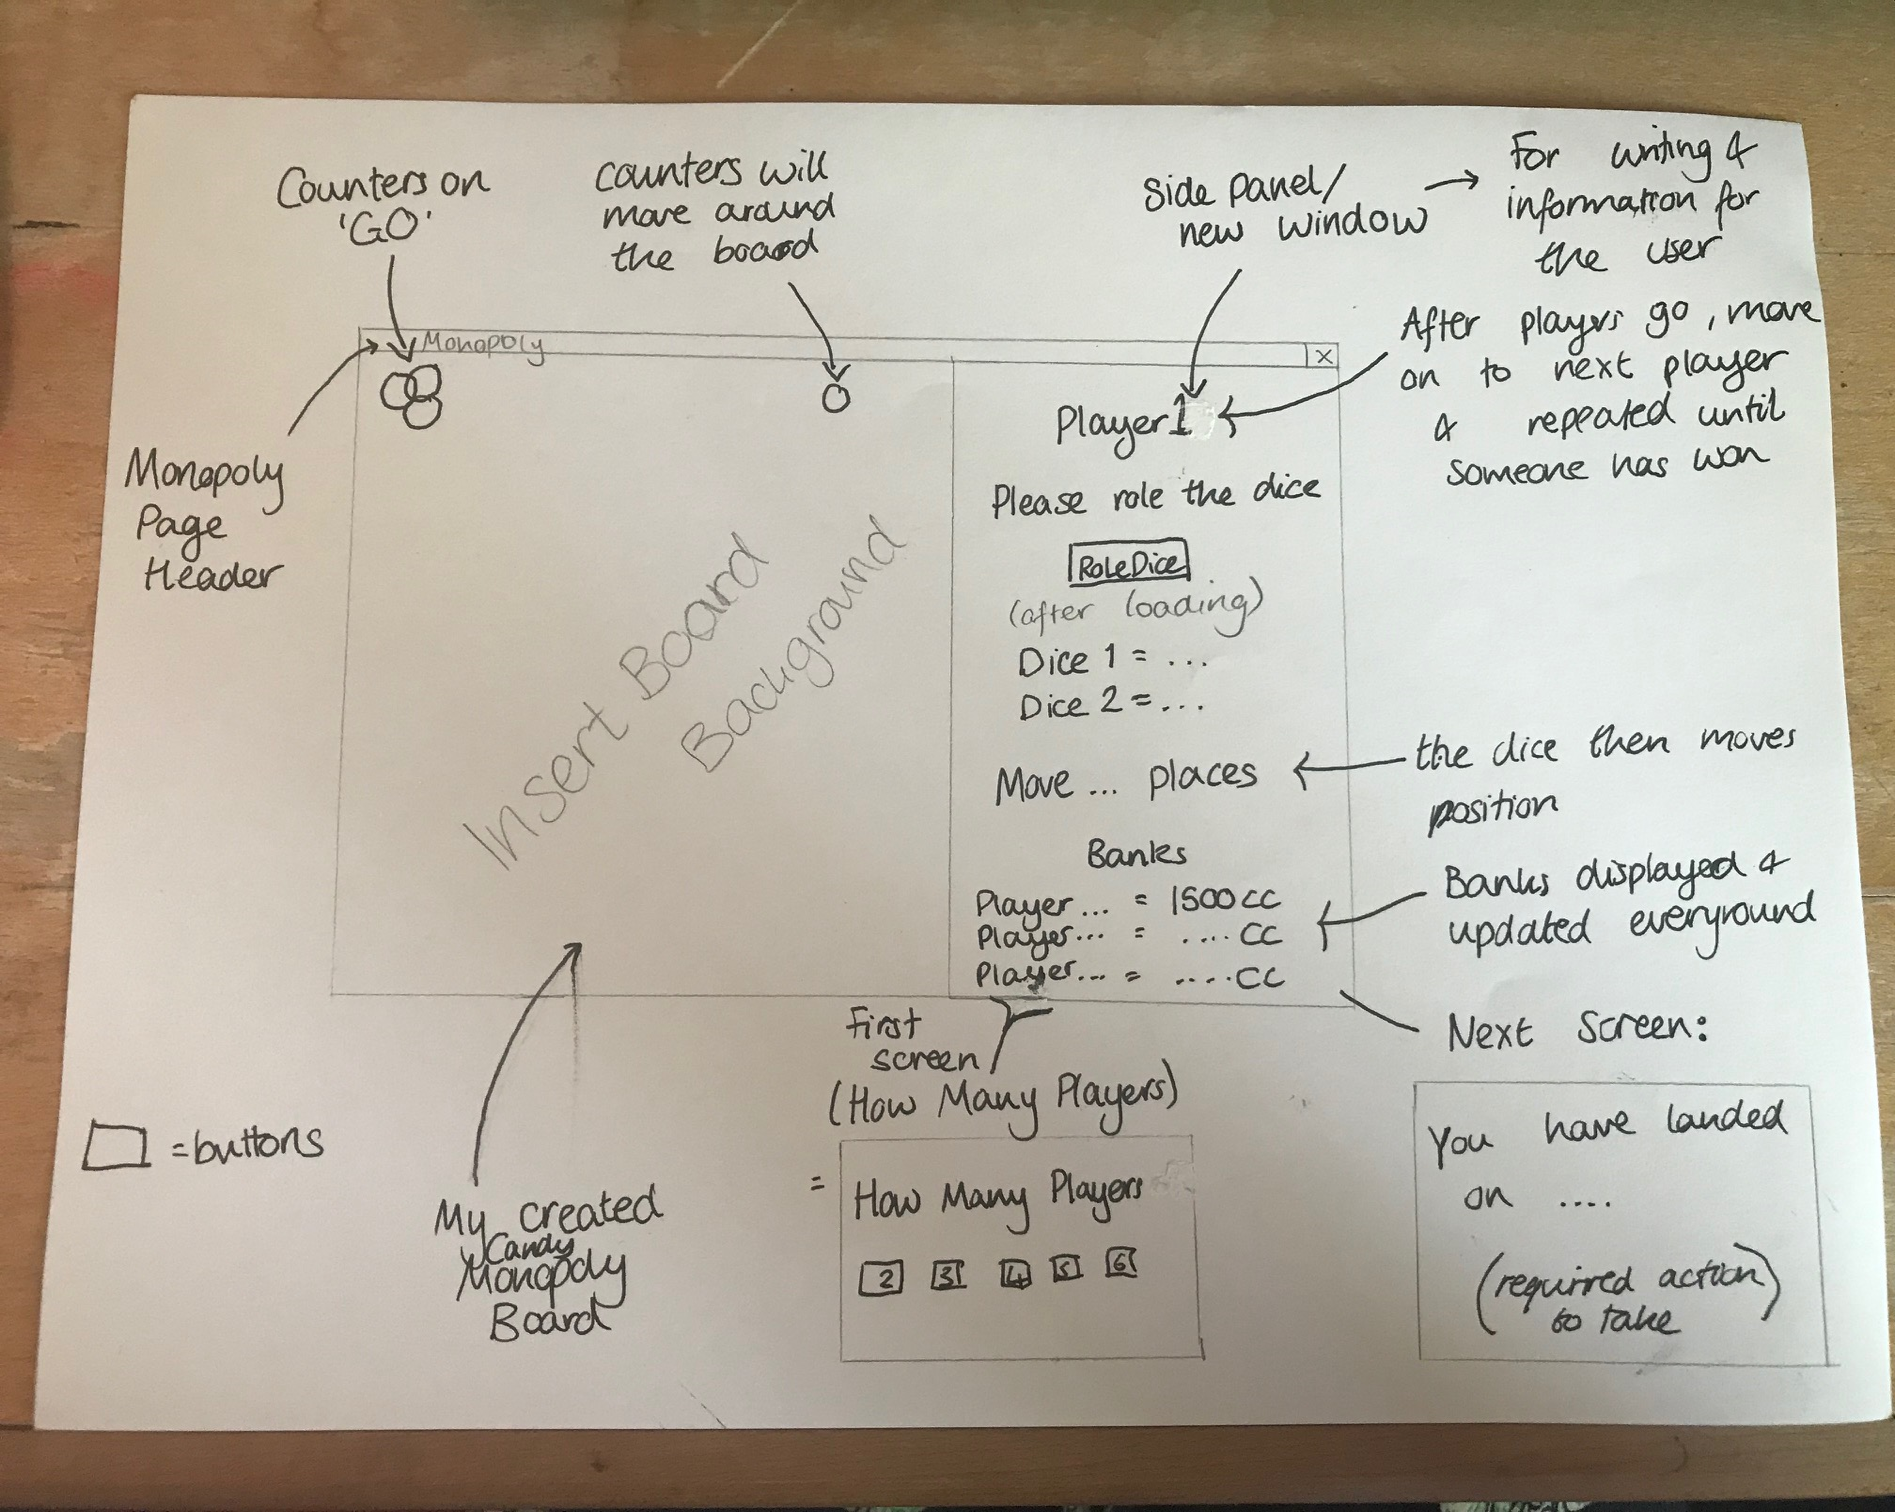 Counters on
'GO'
counters will
move around
the board
Side Panel/
new window
For writing &
information for
the user
After players go, move
on to next player
& repeated until
someone has won
Monopoly
x
Monopoly
Page
Header
Insert Board
Background
Player 1
Please role the dice
RoleDice
(after loading)
Dice 1 = ...
Dice 2 = ...
Move ... places
the dice then moves
position
Banks
Player... = 1500cc
Player... = ....cc
Player... = ....cc
Banks displayed &
updated everyround
First
screen
(How Many Players)
= How Many Players
2 3 4 5 6
Next Screen:
You have landed
on ....
(required action
to take)
= buttons
My created
Candy
Monopoly
Board